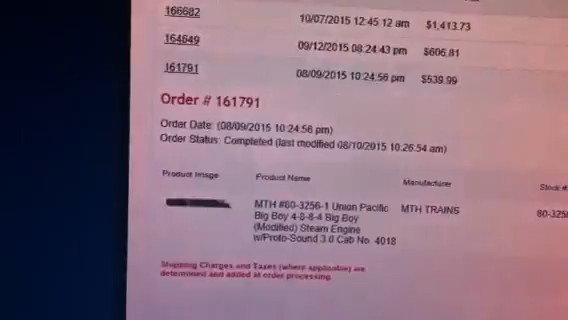 166682 10/07/2015 12:45:12 am $1,413.73
164649 09/12/2015 08:24:43 pm $606.81
161791 08/09/2015 10:24:56 pm $539.99
Order # 161791
Order Date: (08/09/2015 10:24:56 pm)
Order Status: Completed (last modified 08/10/2015 10:26:54 am)
Product Image Product Name Manufacturer Stock #
MTH #80-3256-1 Union Pacific MTH TRAINS 80-325
Big Boy 4-8-8-4 Big Boy
(Modified) Steam Engine
w/Proto-Sound 3.0 Cab No. 4018
Shipping Charges and Taxes (where applicable) are
determined and added at order processing.